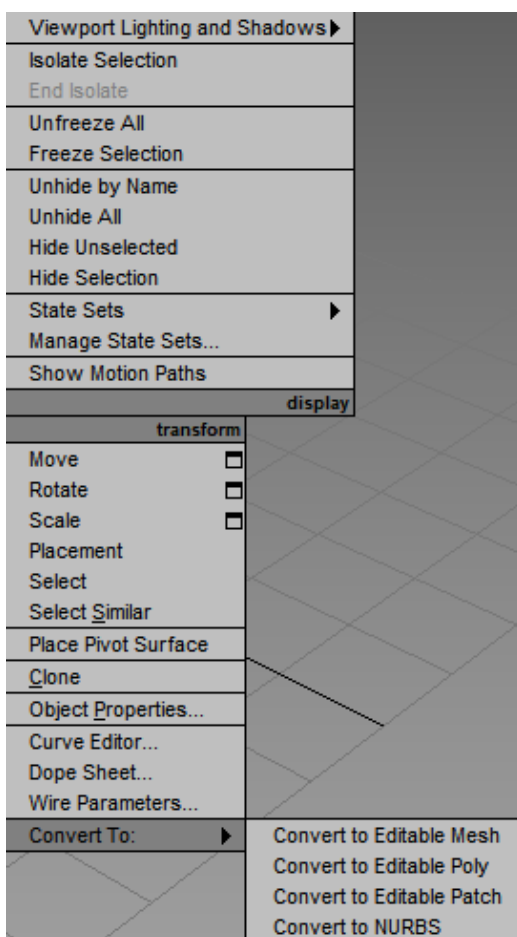 Viewport Lighting and Shadows
Isolate Selection
End Isolate
Unfreeze All
Freeze Selection
Unhide by Name
Unhide All
Hide Unselected
Hide Selection
State Sets
Manage State Sets...
Show Motion Paths
display
transform
Move
Rotate
Scale
Placement
Select
Select Similar
Place Pivot Surface
Clone
Object Properties...
Curve Editor...
Dope Sheet...
Wire Parameters...
Convert To:
Convert to Editable Mesh
Convert to Editable Poly
Convert to Editable Patch
Convert to NURBS